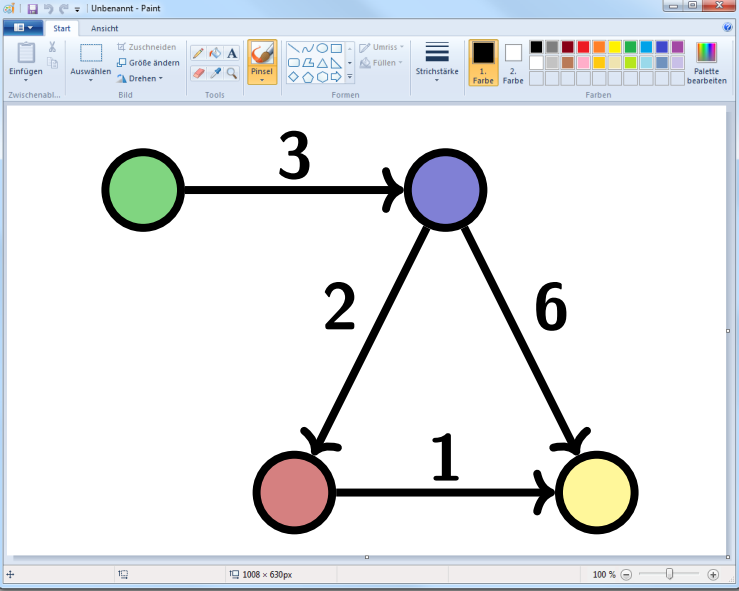 Unbenannt - Paint
Start Ansicht
Einfügen
Zwischenabl...
Auswählen
Zuschneiden
Größe ändern
Drehen
Bild
A
Tools
Pinsel
Umriss
Füllen
Formen
Strichstärke
1.
Farbe
2.
Farbe
Palette
bearbeiten
Farben
3
2
6
1
1008 × 630px
100 %